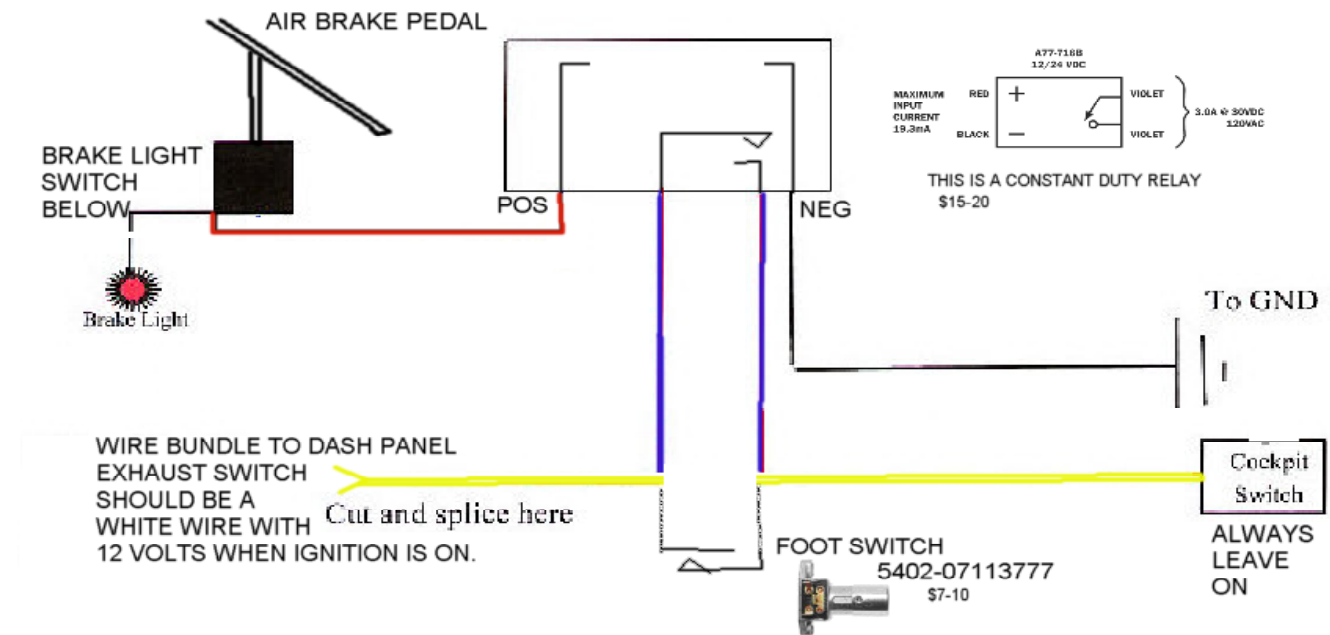 AIR BRAKE PEDAL
BRAKE LIGHT
SWITCH
BELOW
Brake Light
POS
NEG
A77-716B
12/24 VDC
MAXIMUM
INPUT
CURRENT
19.3mA
RED
+
BLACK
−
VIOLET
VIOLET
3.0A @ 30VDC
120VAC
THIS IS A CONSTANT DUTY RELAY
$15-20
To GND
WIRE BUNDLE TO DASH PANEL
EXHAUST SWITCH
SHOULD BE A
WHITE WIRE WITH
12 VOLTS WHEN IGNITION IS ON.
Cut and splice here
Cockpit
Switch
ALWAYS
LEAVE
ON
FOOT SWITCH
5402-07113777
$7-10